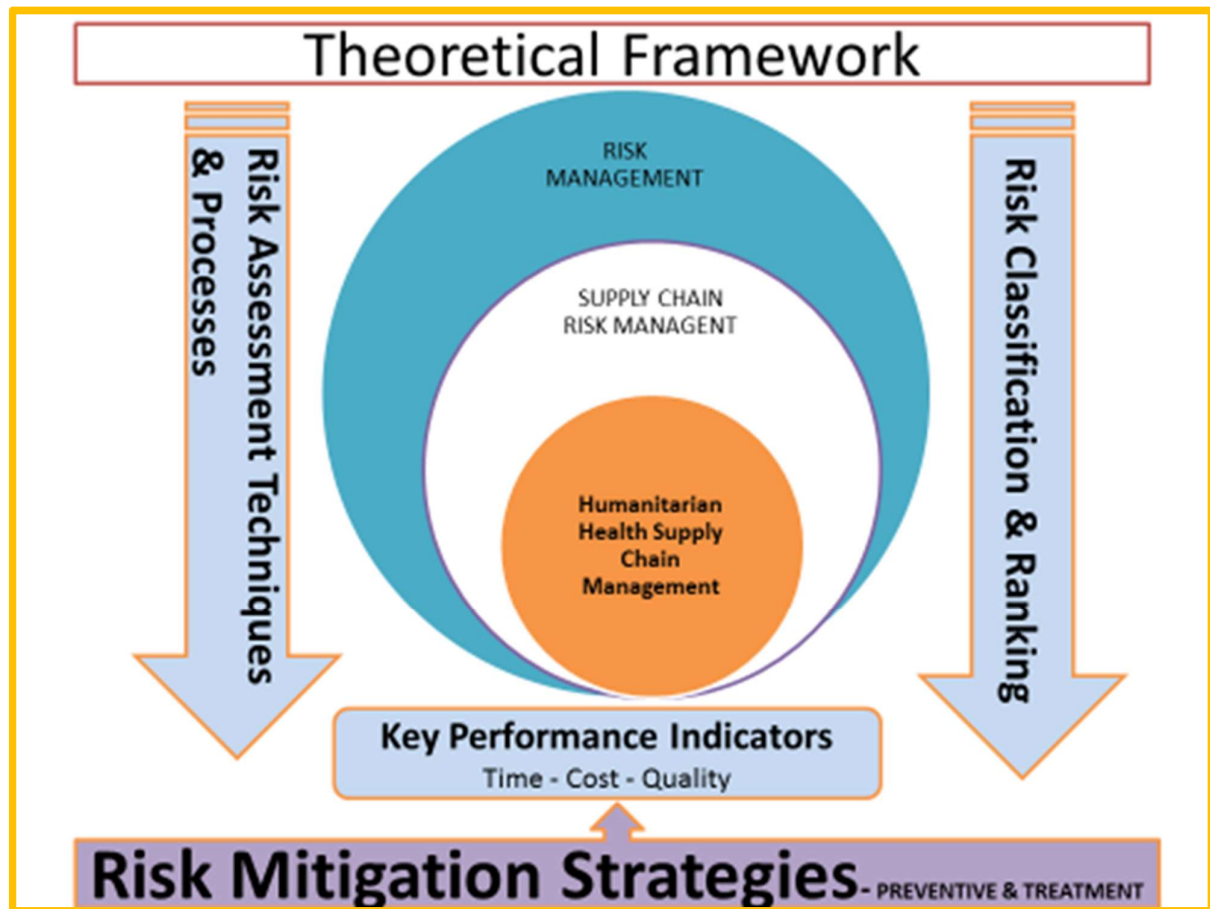 Theoretical Framework
Risk Assessment Techniques
& Processes
RISK
MANAGEMENT
SUPPLY CHAIN
RISK MANAGENT
Humanitarian
Health Supply
Chain
Management
Risk Classification & Ranking
Key Performance Indicators
Time - Cost - Quality
Risk Mitigation Strategies- PREVENTIVE & TREATMENT